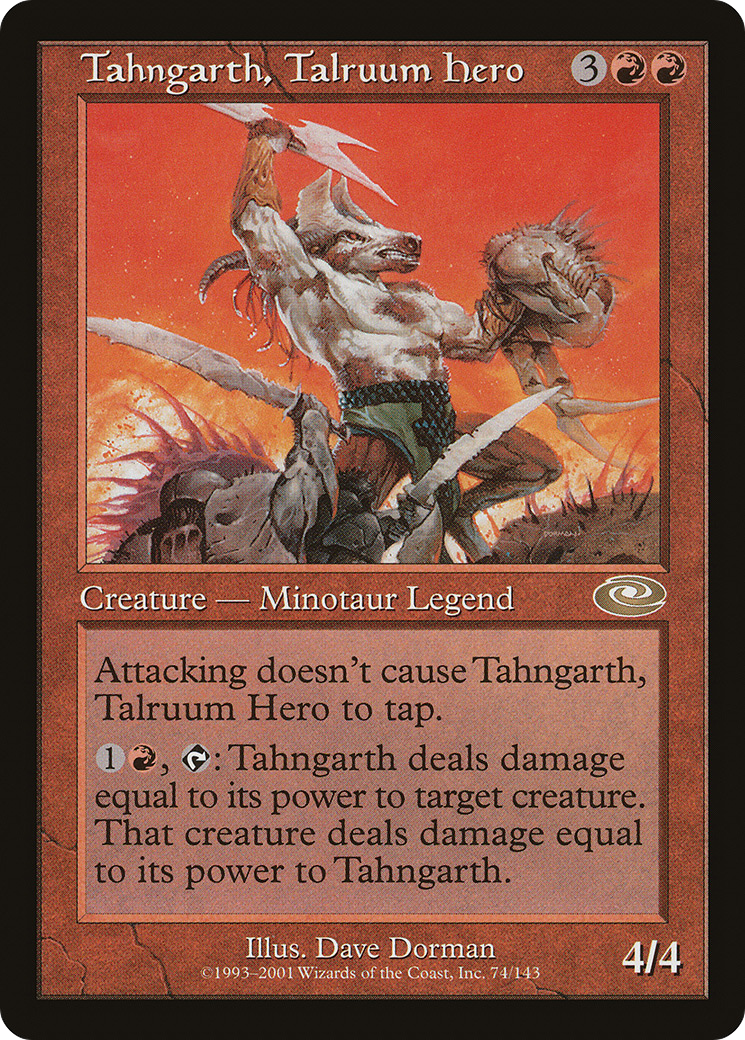 Tahngarth, Talruum Hero 3
Creature — Minotaur Legend
Attacking doesn't cause Tahngarth,
Talruum Hero to tap.
1 , : Tahngarth deals damage
equal to its power to target creature.
That creature deals damage equal
to its power to Tahngarth.
Illus. Dave Dorman
©1993–2001 Wizards of the Coast, Inc. 74/143
4/4